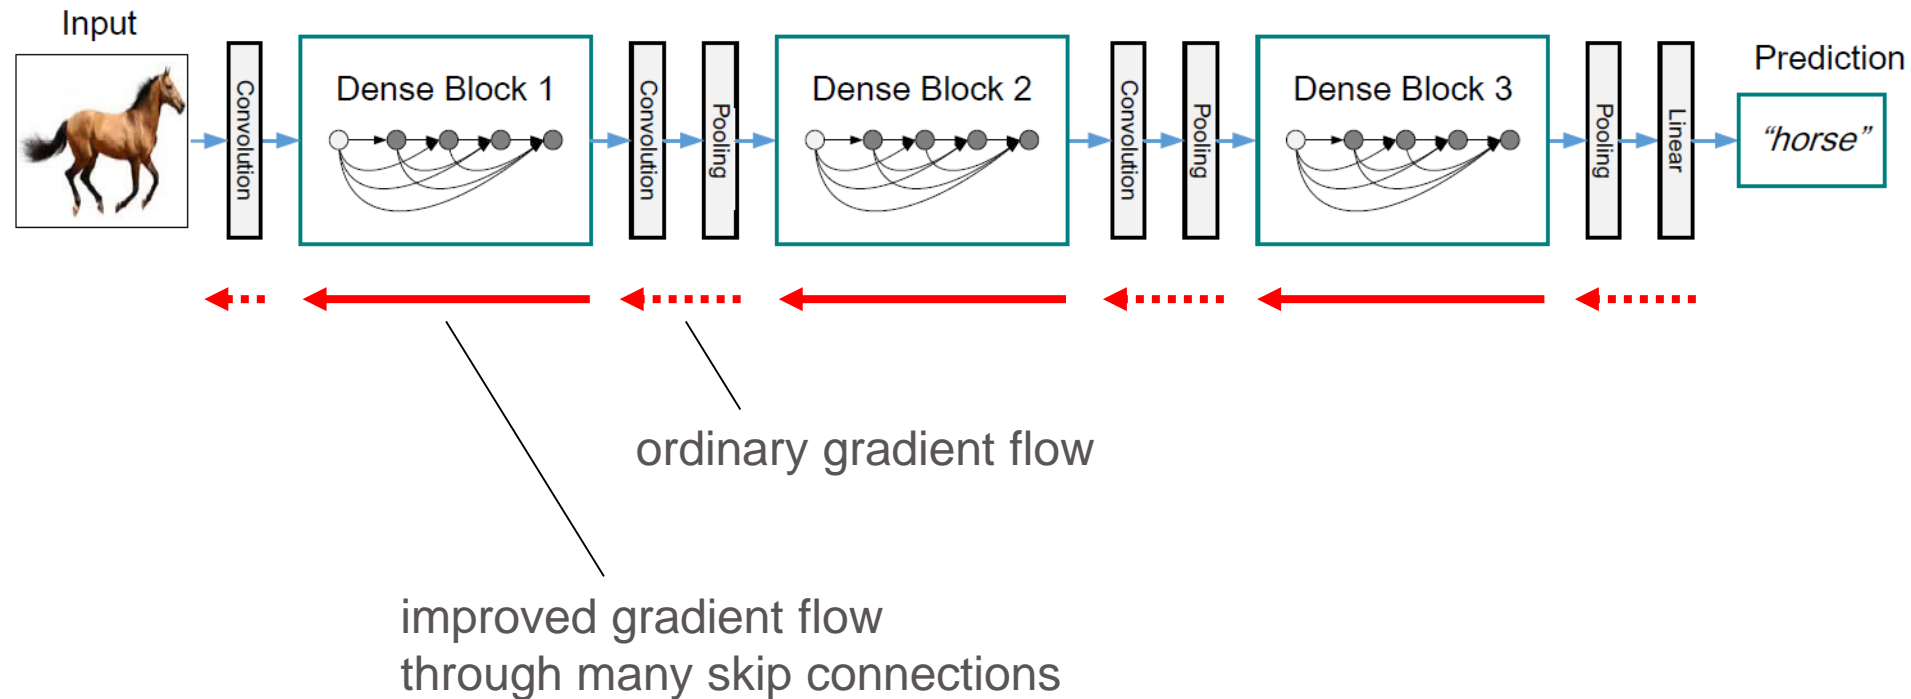 Input
Convolution
Dense Block 1
Convolution
Pooling
Dense Block 2
Convolution
Pooling
Dense Block 3
Pooling
Linear
Prediction
“horse”
ordinary gradient flow
improved gradient flow
through many skip connections